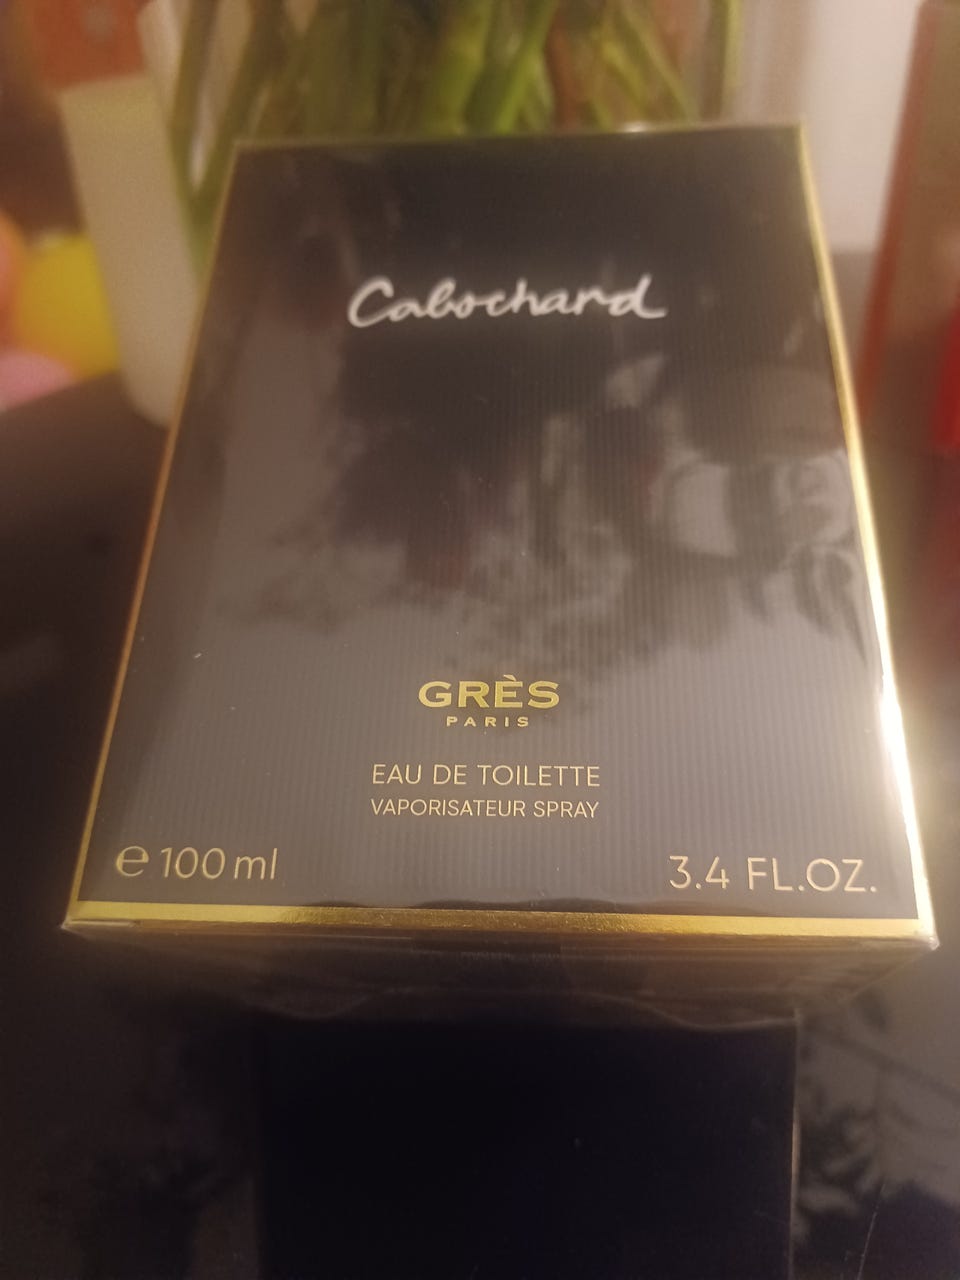 Cabochard
GRÈS
PARIS
EAU DE TOILETTE
VAPORISATEUR SPRAY
℮ 100 ml
3.4 FL.OZ.